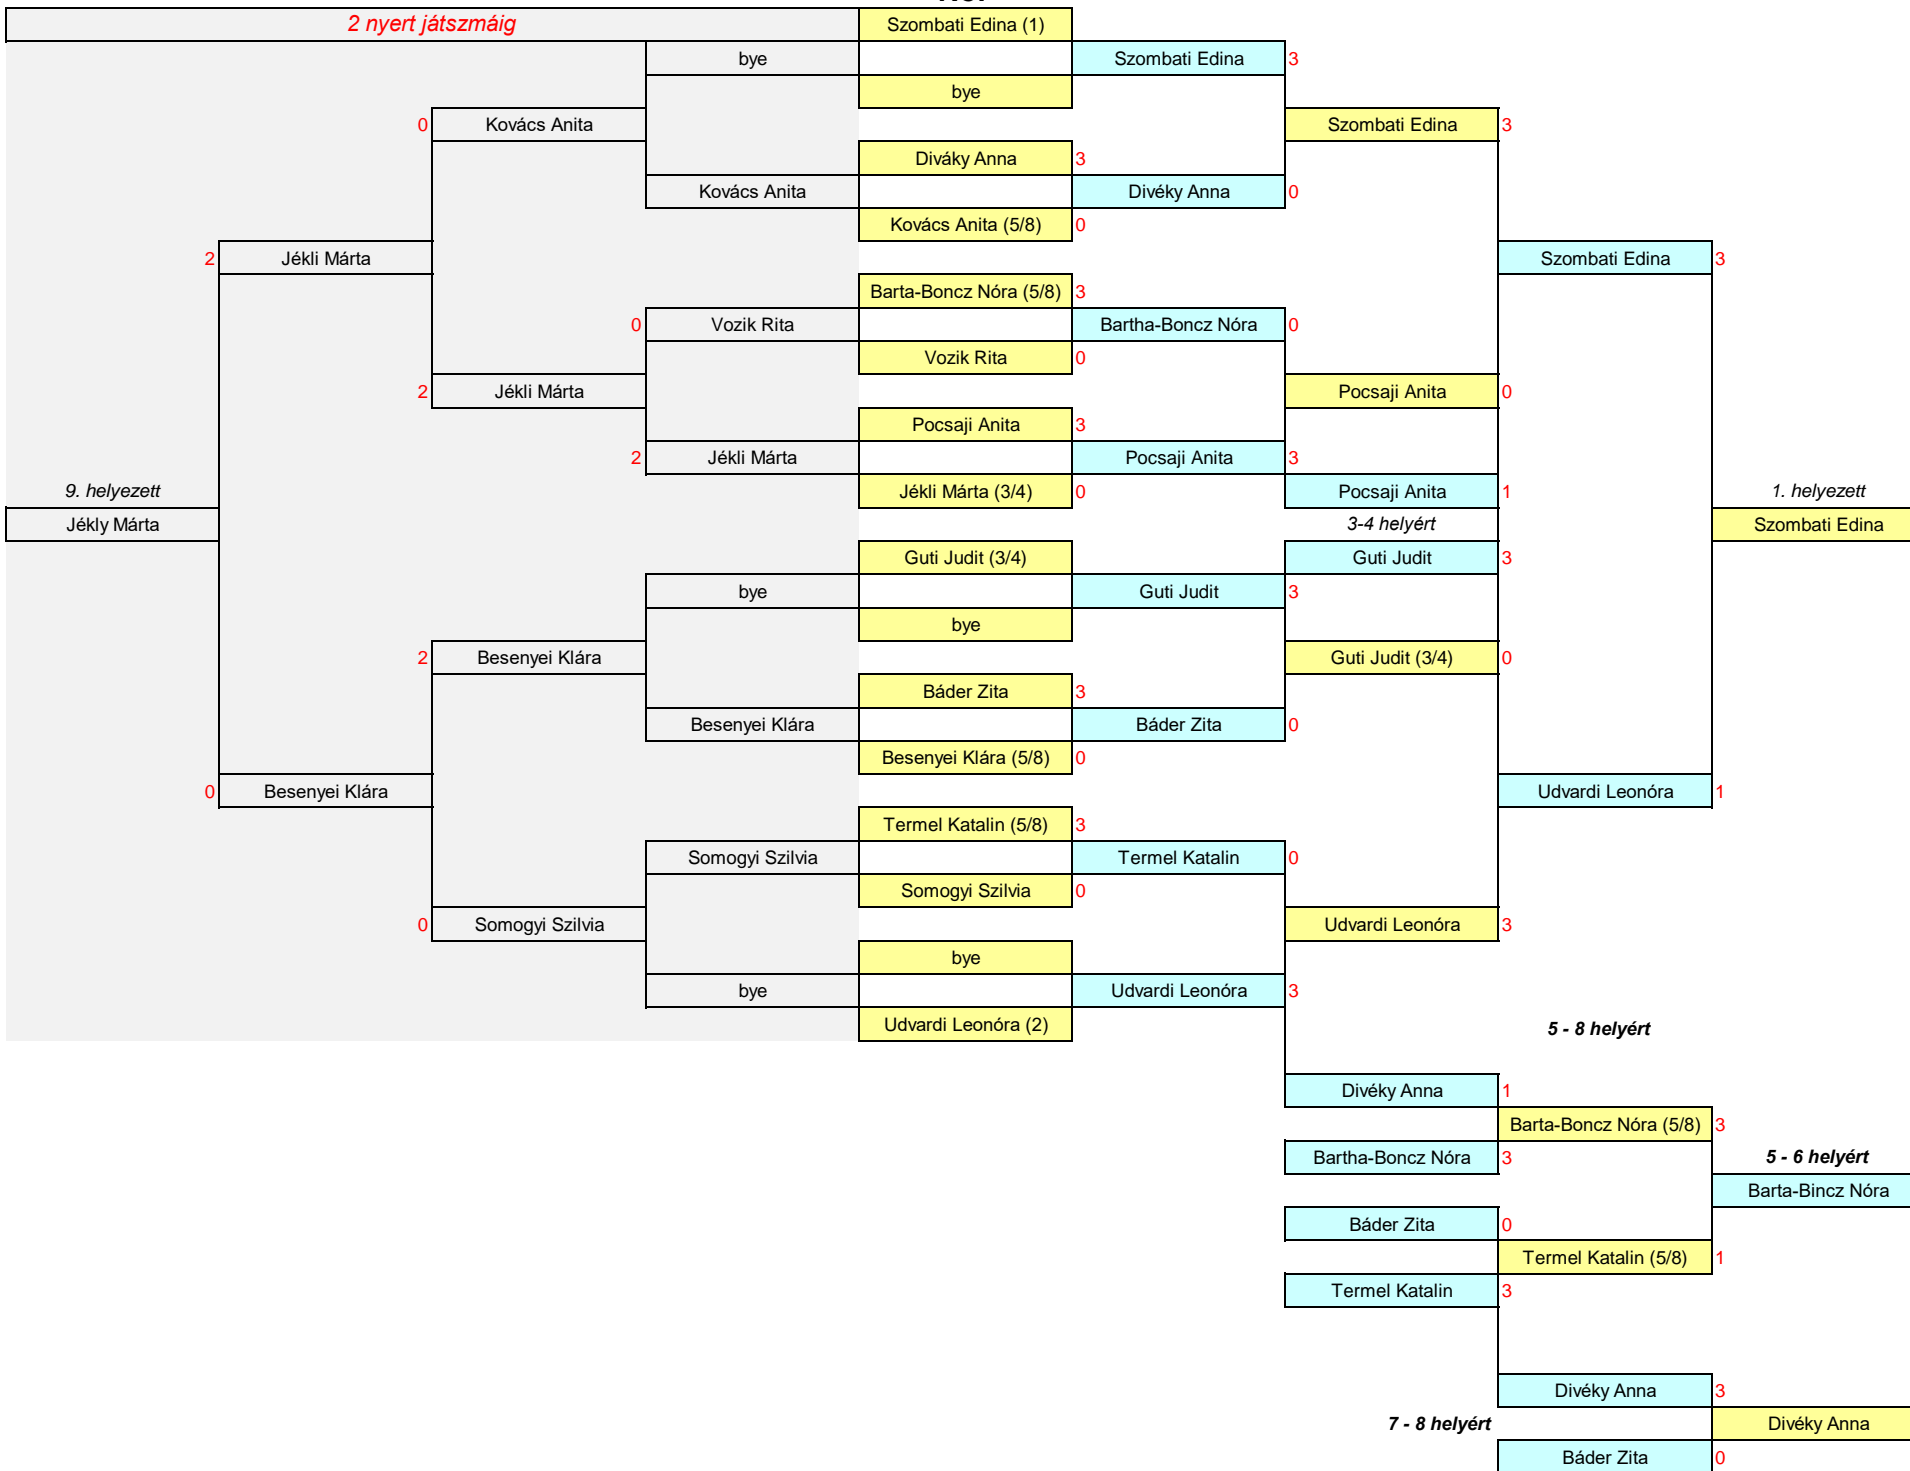 2 nyert játszmáig Szombati Edina (1)
bye Szombati Edina 3
bye
0 Kovács Anita Szombati Edina 3
Diváky Anna 3
Kovács Anita Divéky Anna 0
Kovács Anita (5/8) 0
2 Jékli Márta Szombati Edina 3
Barta-Boncz Nóra (5/8) 3
0 Vozik Rita Bartha-Boncz Nóra 0
Vozik Rita 0
2 Jékli Márta Pocsaji Anita 0
Pocsaji Anita 3
2 Jékli Márta Pocsaji Anita 3
9. helyezett Jékli Márta (3/4) 0 Pocsaji Anita 1 1. helyezett
Jékly Márta 3-4 helyért Szombati Edina
Guti Judit (3/4) Guti Judit 3
bye Guti Judit 3
bye
2 Besenyei Klára Guti Judit (3/4) 0
Báder Zita 3
Besenyei Klára Báder Zita 0
Besenyei Klára (5/8) 0
0 Besenyei Klára Udvardi Leonóra 1
Termel Katalin (5/8) 3
Somogyi Szilvia Termel Katalin 0
Somogyi Szilvia 0
0 Somogyi Szilvia Udvardi Leonóra 3
bye
bye Udvardi Leonóra 3
Udvardi Leonóra (2)
5 - 8 helyért
Divéky Anna 1
Barta-Boncz Nóra (5/8) 3
Bartha-Boncz Nóra 3 5 - 6 helyért
Barta-Bincz Nóra
Báder Zita 0
Termel Katalin (5/8) 1
Termel Katalin 3
Divéky Anna 3
7 - 8 helyért Divéky Anna
Báder Zita 0